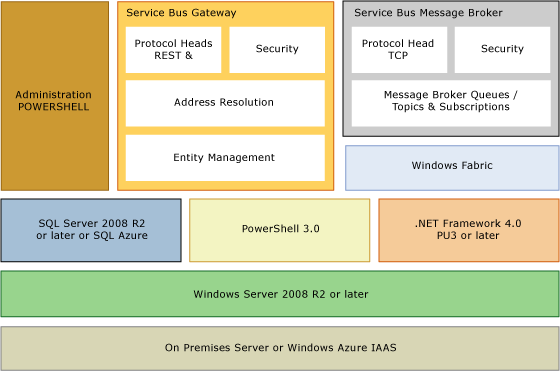 Administration
POWERSHELL
Service Bus Gateway
Protocol Heads
REST &
Security
Address Resolution
Entity Management
Service Bus Message Broker
Protocol Head
TCP
Security
Message Broker Queues /
Topics & Subscriptions
Windows Fabric
SQL Server 2008 R2
or later or SQL Azure
PowerShell 3.0
.NET Framework 4.0
PU3 or later
Windows Server 2008 R2 or later
On Premises Server or Windows Azure IAAS